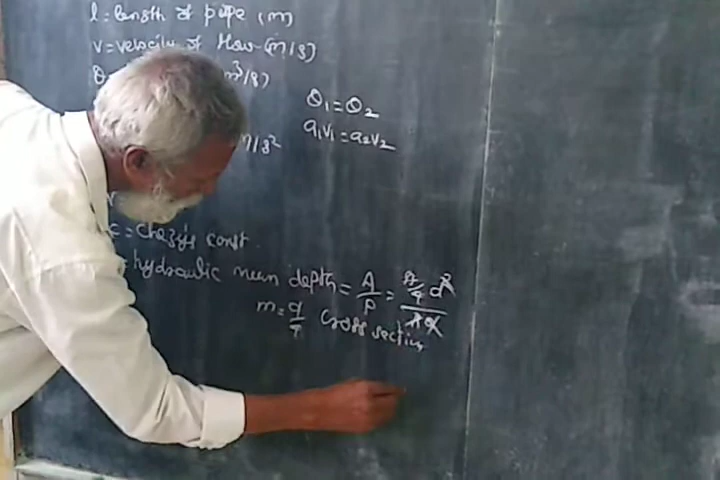 l = length of pipe (m)
v = velocity of flow (m/s)
Q = m³/s)
Q₁ = Q₂
a₁v₁ = a₂v₂
m/s²
c = Chezy's const.
= hydraulic mean depth = A/P = π/4 d² / πd
m = d/4 Cross section